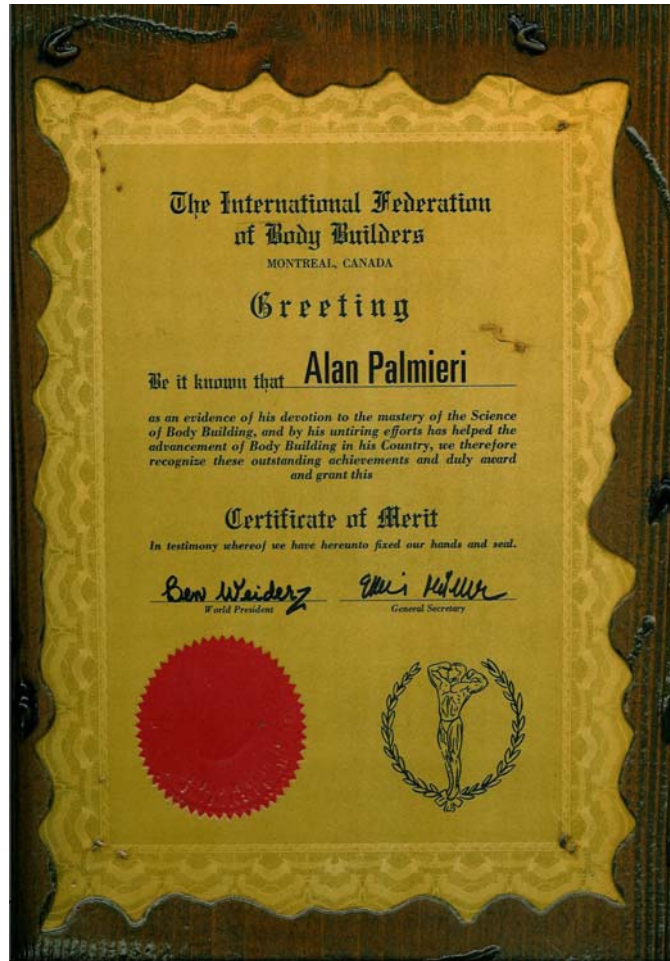 The International Federation
of Body Builders
MONTREAL, CANADA
Greeting
Be it known that Alan Palmieri
as an evidence of his devotion to the mastery of the Science
of Body Building, and by his untiring efforts has helped the
advancement of Body Building in his Country, we therefore
recognize these outstanding achievements and duly award
and grant this
Certificate of Merit
In testimony whereof we have hereunto fixed our hands and seal.
Ben Weider
World President General Secretary